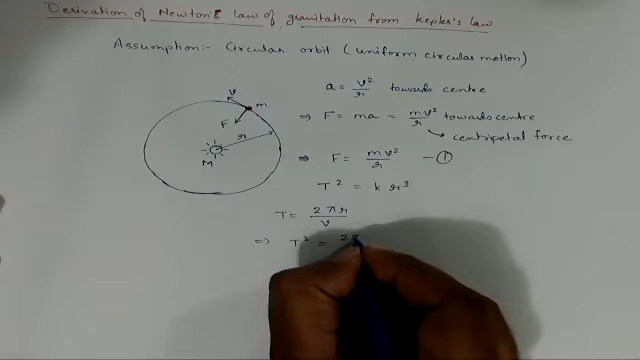 Derivation of Newton's law of gravitation from kepler's law
Assumption:- Circular orbit (uniform circular motion)
a = v²/r towards centre
v
m
F
r
M
⇒ F = ma = mv²/r towards centre
centripetal force
⇒ F = mv²/r —①
T² = k r³
T = 2πr/v
⇒ T² = 2